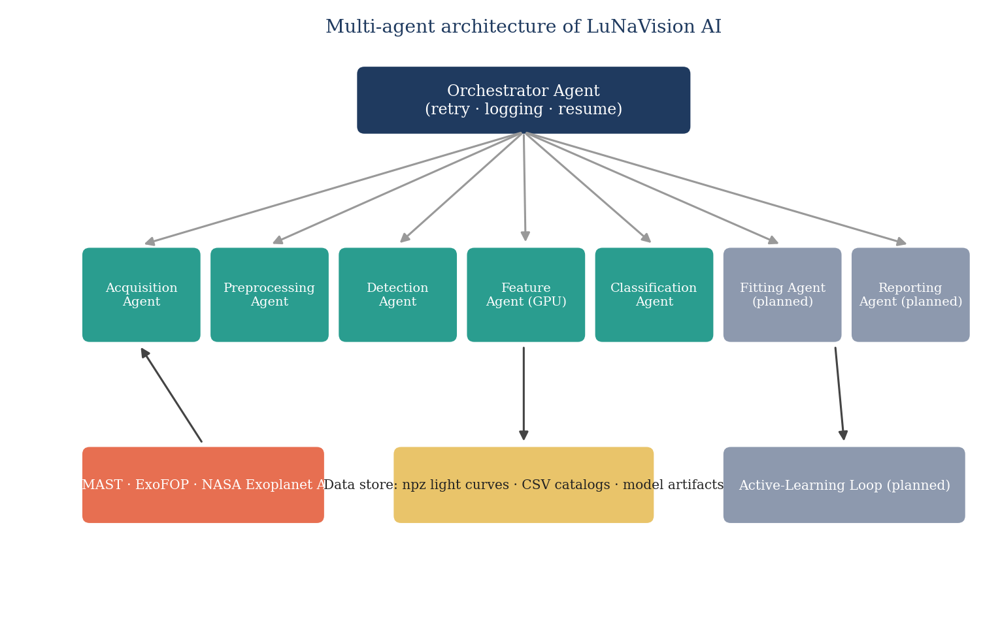 Multi-agent architecture of LuNaVision AI
Orchestrator Agent
(retry · logging · resume)
Acquisition
Agent
Preprocessing
Agent
Detection
Agent
Feature
Agent (GPU)
Classification
Agent
Fitting Agent
(planned)
Reporting
Agent (planned)
MAST · ExoFOP · NASA Exoplanet A
Data store: npz light curves · CSV catalogs · model artifacts
Active-Learning Loop (planned)